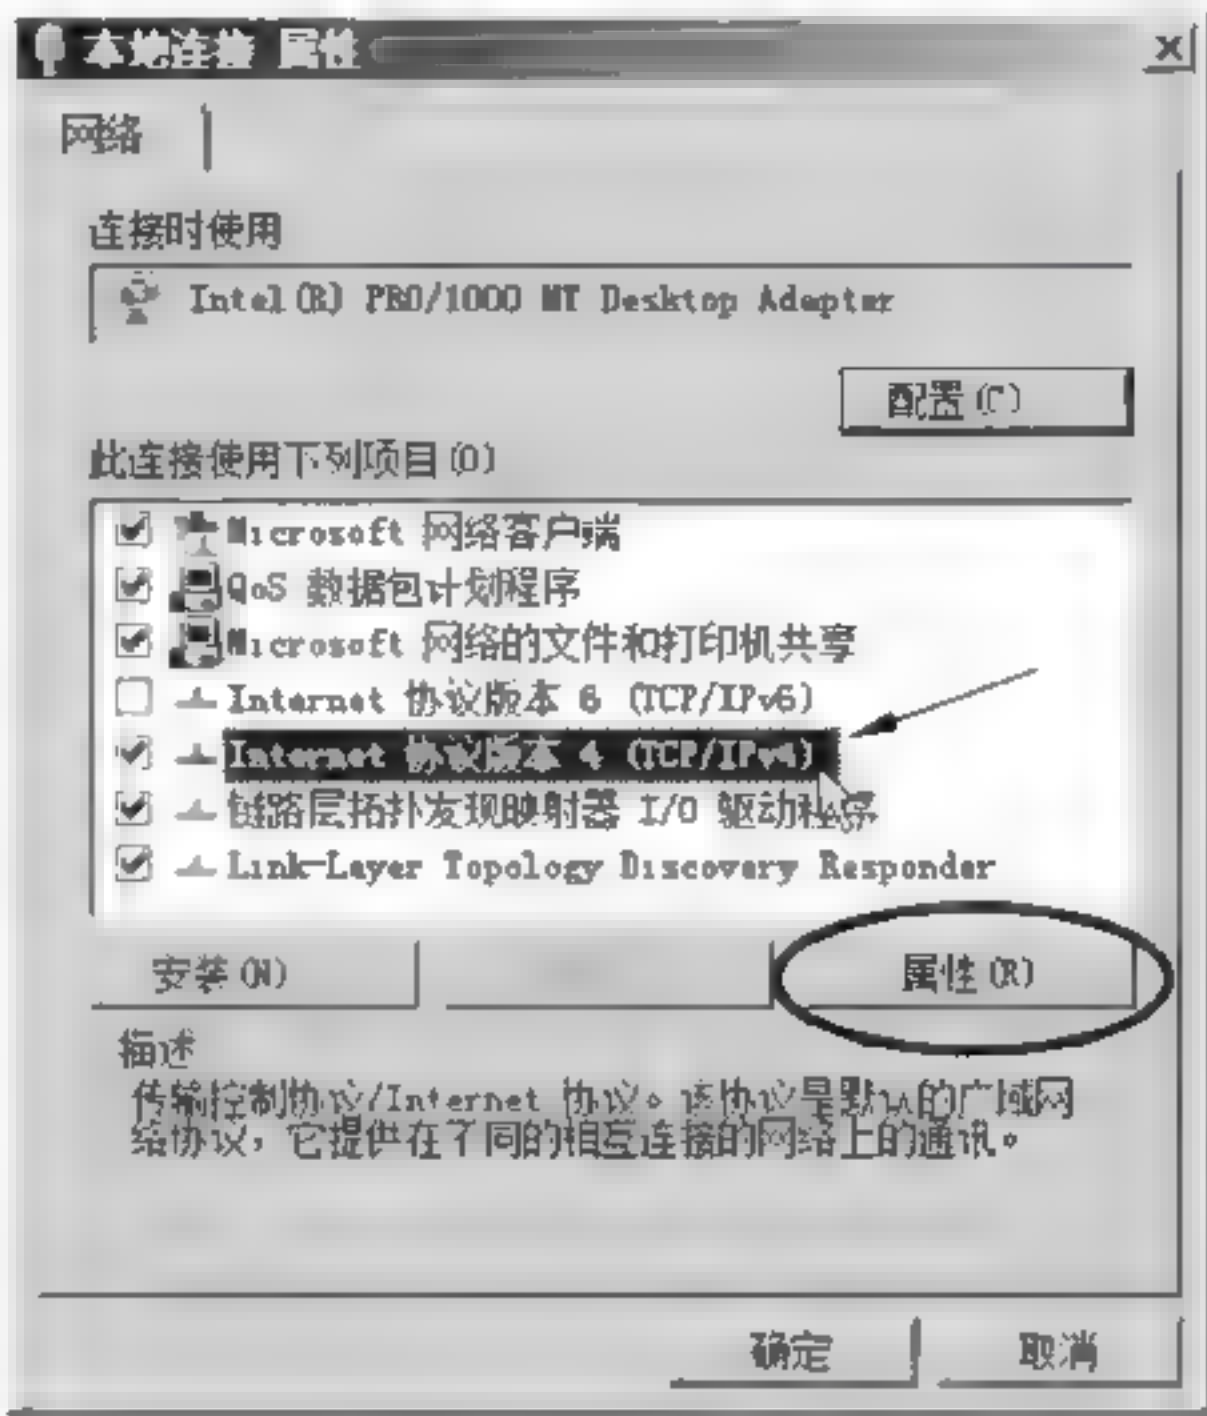 本地连接 属性
网络
连接时使用
Intel(R) PRO/1000 MT Desktop Adapter
配置(C)
此连接使用下列项目(O)
Microsoft 网络客户端
QoS 数据包计划程序
Microsoft 网络的文件和打印机共享
Internet 协议版本 6 (TCP/IPv6)
Internet 协议版本 4 (TCP/IPv4)
链路层拓扑发现映射器 I/O 驱动程序
Link-Layer Topology Discovery Responder
安装(N)
属性(R)
描述
传输控制协议/Internet 协议。该协议是默认的广域网
络协议，它提供在不同的相互连接的网络上的通讯。
确定
取消